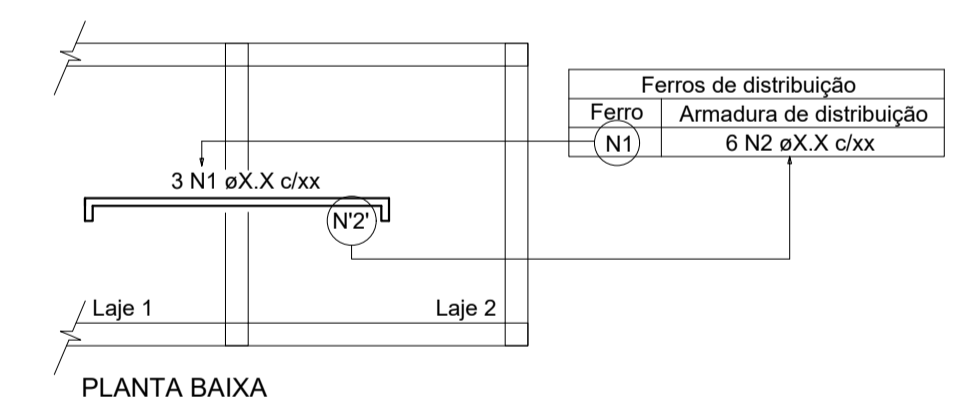 Ferros de distribuição
Ferro Armadura de distribuição
N1 6 N2 øX.X c/xx
3 N1 øX.X c/xx
N'2'
Laje 1
Laje 2
PLANTA BAIXA